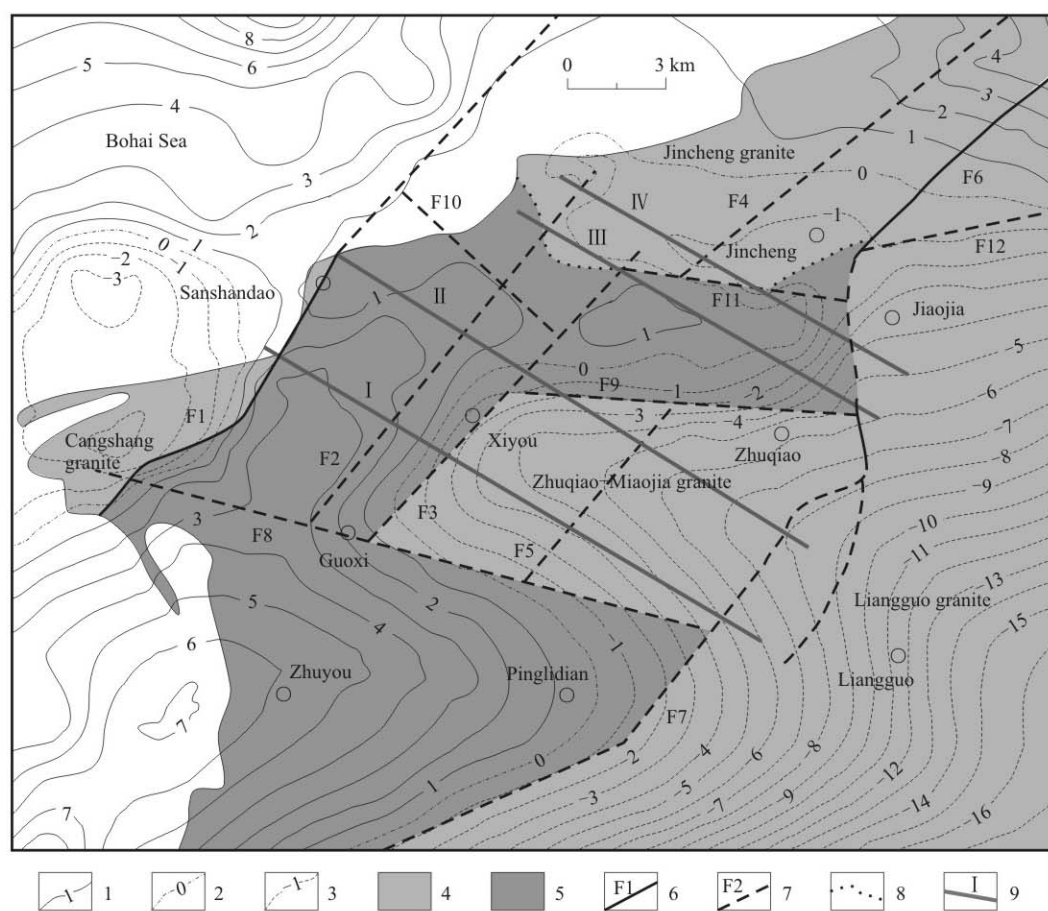 8
5
6
0 3 km
4
4
3
Bohai Sea
2
Jincheng granite
1
3
0
F6
F10
F4
IV
2
1
0
−1
−1
−2
III
Jincheng
F12
−3
Sanshandao
1
II
F11
Jiaojia
1
−5
0
I
F9
−6
1
−2
F1
−3
−4
−7
Cangshang
granite
Xiyou
Zhuqiao
F2
−8
Zhuqiao–Miaojia granite
−9
3
F3
−10
F8
F5
Guoxi
−11
−13
5
2
Liangguo granite
4
−15
6
−1
Zhuyou
Pinglidian
Liangguo
7
F7
0
2
4
6
−8
1
−3
−5
−12
7
−7
−9
14
−16
1 1
0 2
1 3
4
5
F1 6
F2 7
8
I 9